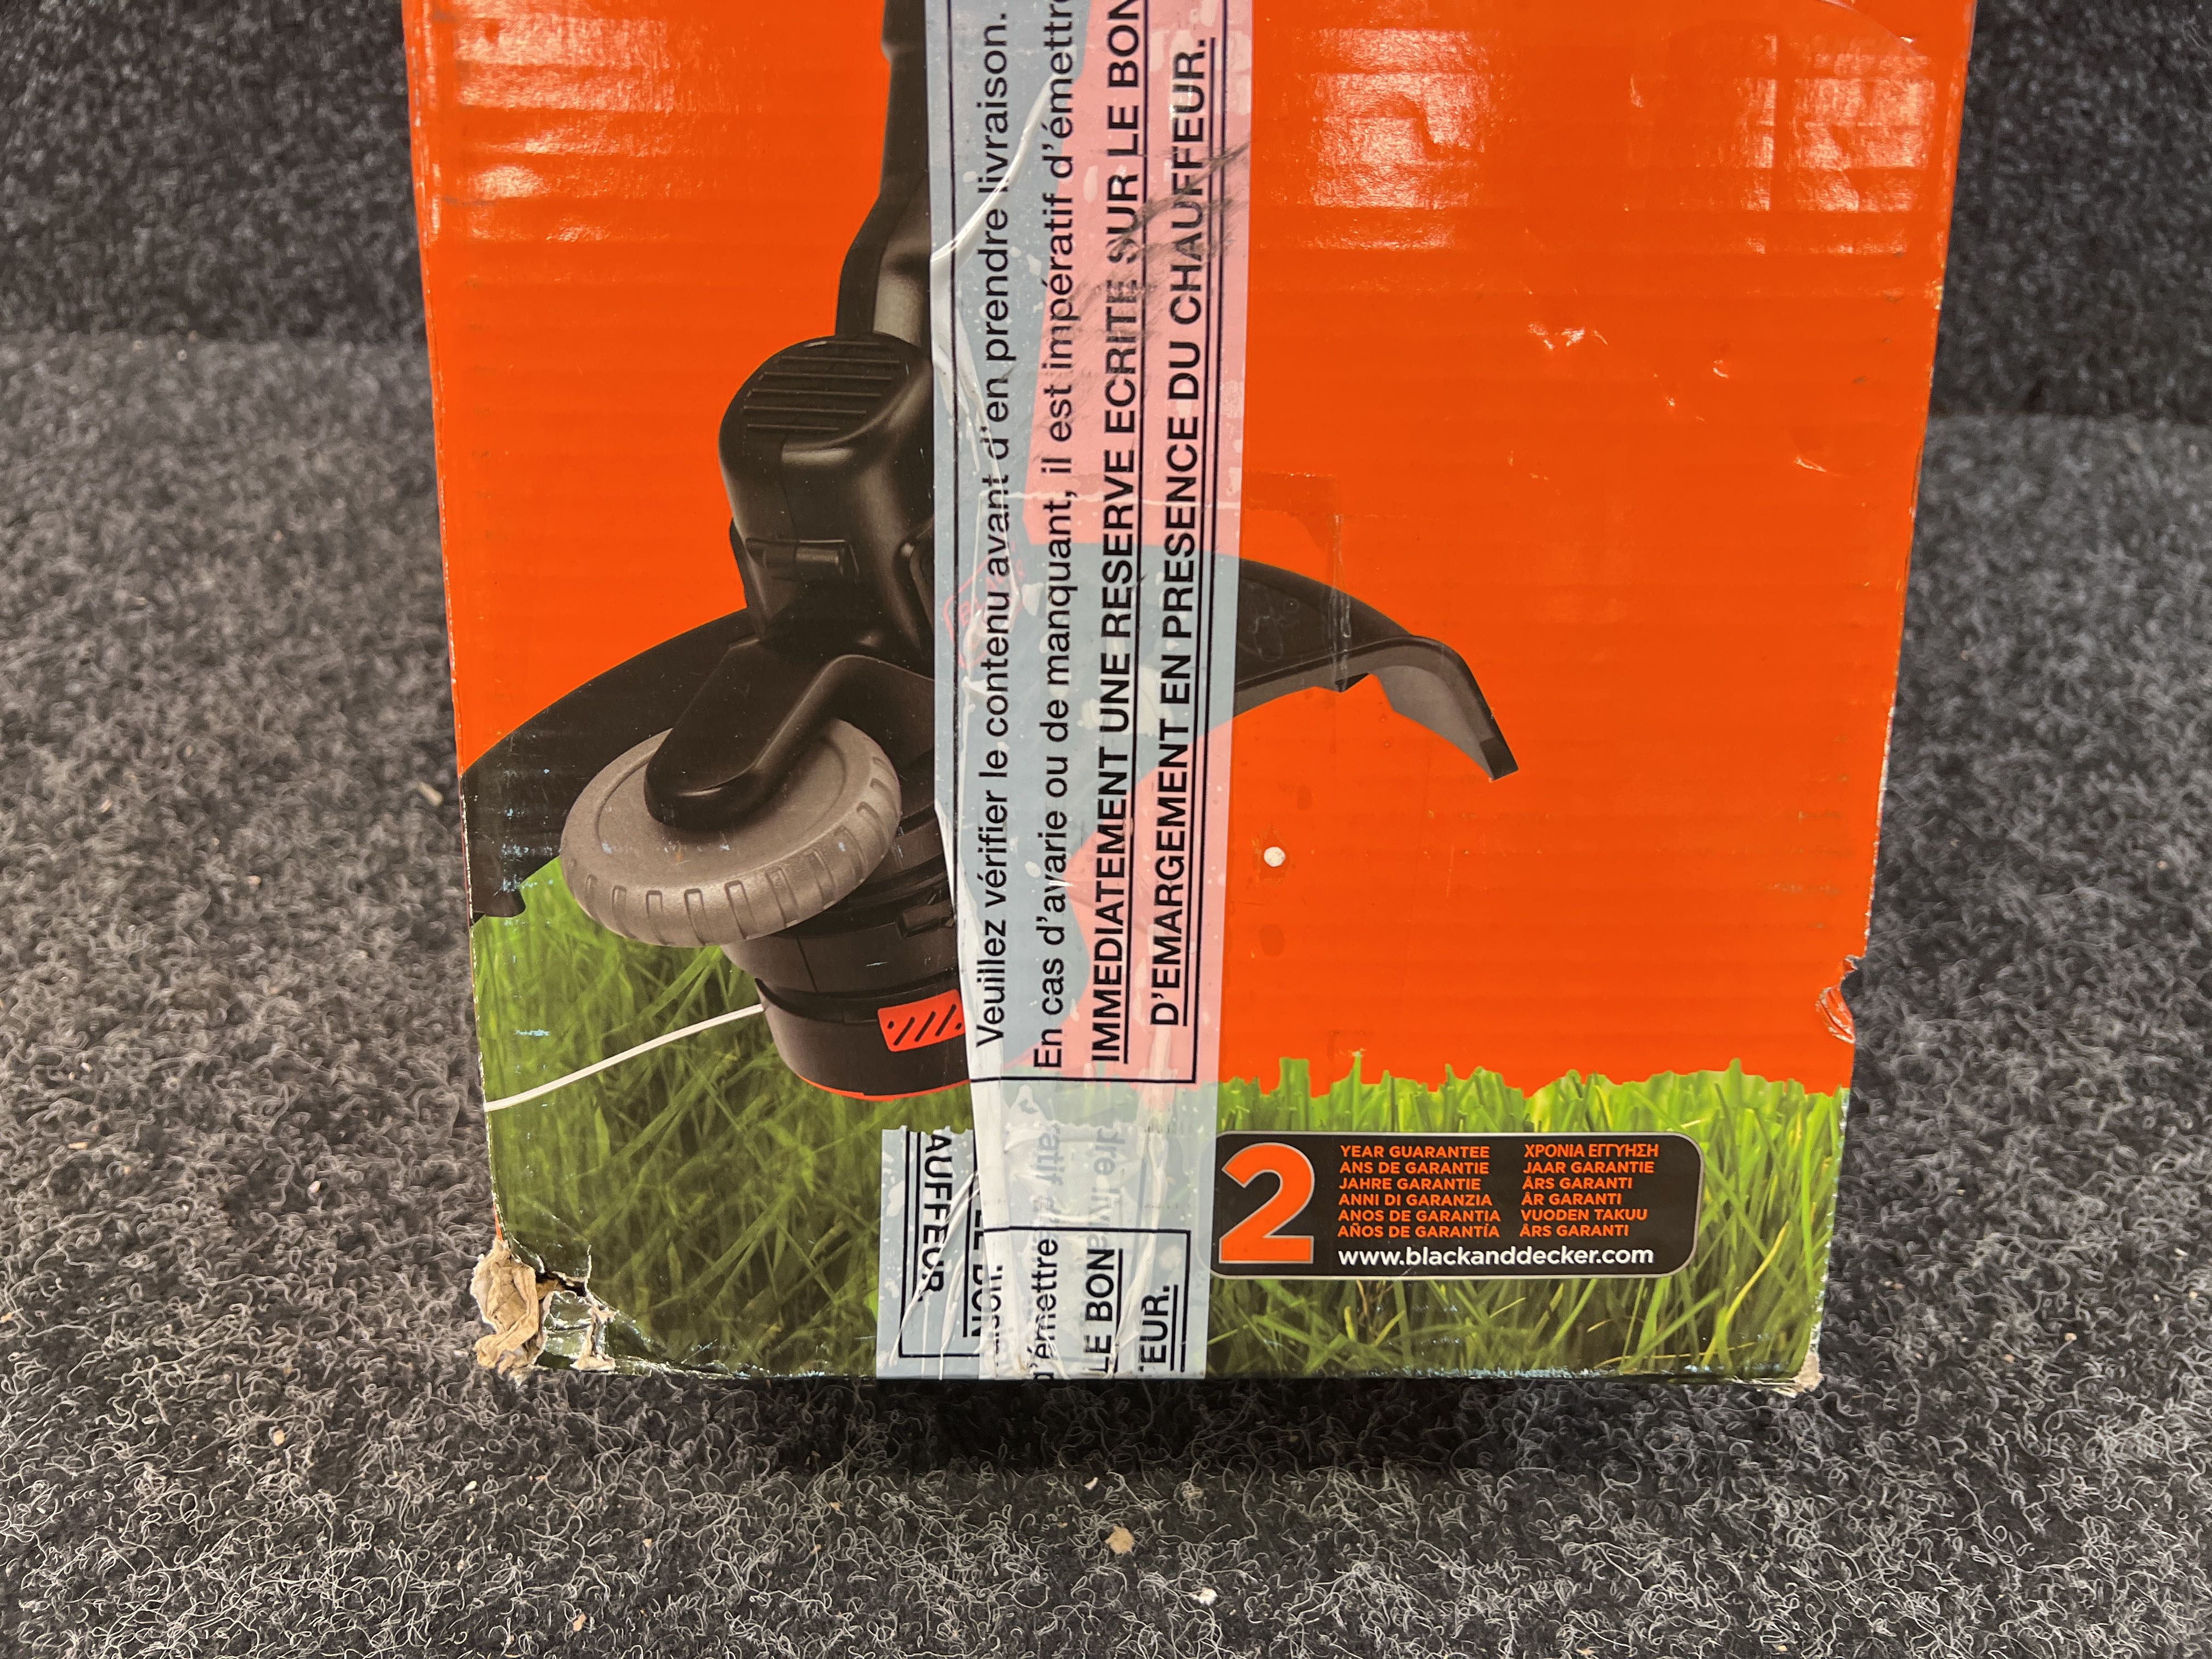 Veuillez vérifier le contenu avant d'en prendre livraison.
En cas d'avarie ou de manquant, il est impératif d'émettre
IMMEDIATEMENT UNE RESERVE ECRITE SUR LE BON
D'EMARGEMENT EN PRESENCE DU CHAUFFEUR.
AUFFEUR
LE BON
d'émettre
LE BON
EUR.
2
YEAR GUARANTEE
ANS DE GARANTIE
JAHRE GARANTIE
ANNI DI GARANZIA
ANOS DE GARANTIA
AÑOS DE GARANTÍA
ΧΡΟΝΙΑ ΕΓΓΥΗΣΗ
JAAR GARANTIE
ÅRS GARANTI
ÅR GARANTI
VUODEN TAKUU
ÅRS GARANTI
www.blackanddecker.com